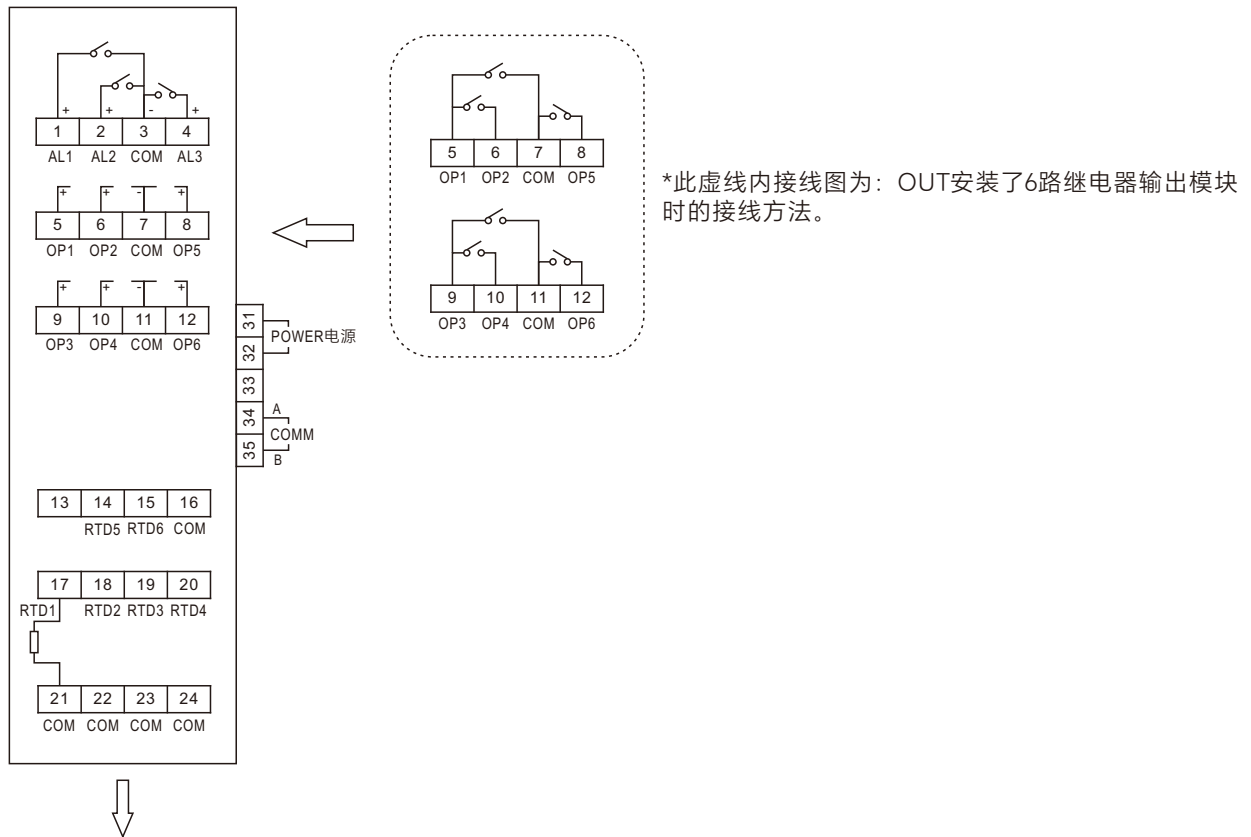 + + - +
1 2 3 4
AL1 AL2 COM AL3
+ + - +
5 6 7 8
OP1 OP2 COM OP5
+ + - +
9 10 11 12
OP3 OP4 COM OP6
31
POWER电源
32
33
34 A
COMM
35 B
13 14 15 16
RTD5 RTD6 COM
17 18 19 20
RTD1 RTD2 RTD3 RTD4
21 22 23 24
COM COM COM COM
5 6 7 8
OP1 OP2 COM OP5
9 10 11 12
OP3 OP4 COM OP6
*此虚线内接线图为：OUT安装了6路继电器输出模块
时的接线方法。